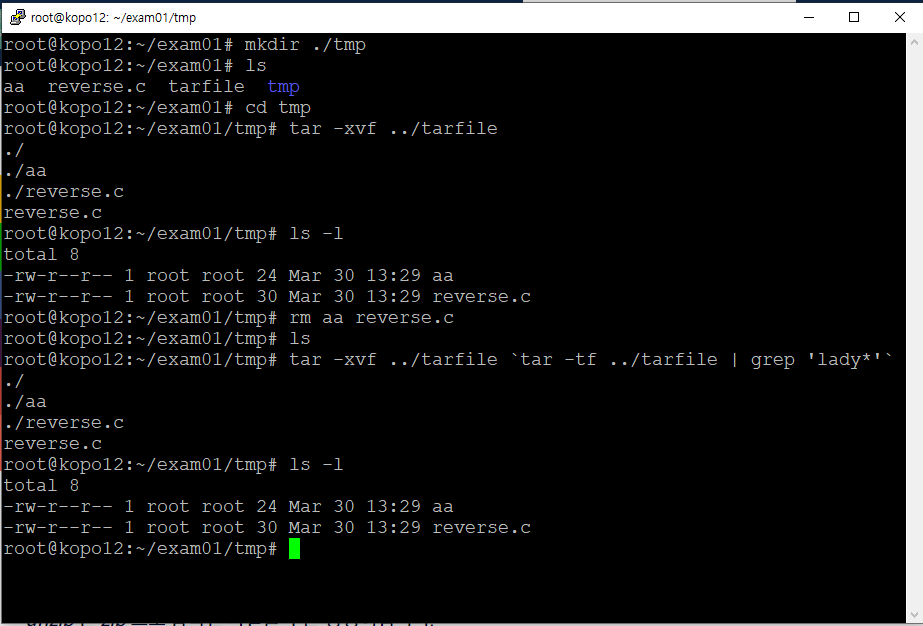 root@kopo12: ~/exam01/tmp
root@kopo12:~/exam01# mkdir ./tmp
root@kopo12:~/exam01# ls
aa  reverse.c  tarfile  tmp
root@kopo12:~/exam01# cd tmp
root@kopo12:~/exam01/tmp# tar -xvf ../tarfile
./
./aa
./reverse.c
reverse.c
root@kopo12:~/exam01/tmp# ls -l
total 8
-rw-r--r-- 1 root root 24 Mar 30 13:29 aa
-rw-r--r-- 1 root root 30 Mar 30 13:29 reverse.c
root@kopo12:~/exam01/tmp# rm aa reverse.c
root@kopo12:~/exam01/tmp# ls
root@kopo12:~/exam01/tmp# tar -xvf ../tarfile `tar -tf ../tarfile | grep 'lady*'`
./
./aa
./reverse.c
reverse.c
root@kopo12:~/exam01/tmp# ls -l
total 8
-rw-r--r-- 1 root root 24 Mar 30 13:29 aa
-rw-r--r-- 1 root root 30 Mar 30 13:29 reverse.c
root@kopo12:~/exam01/tmp#